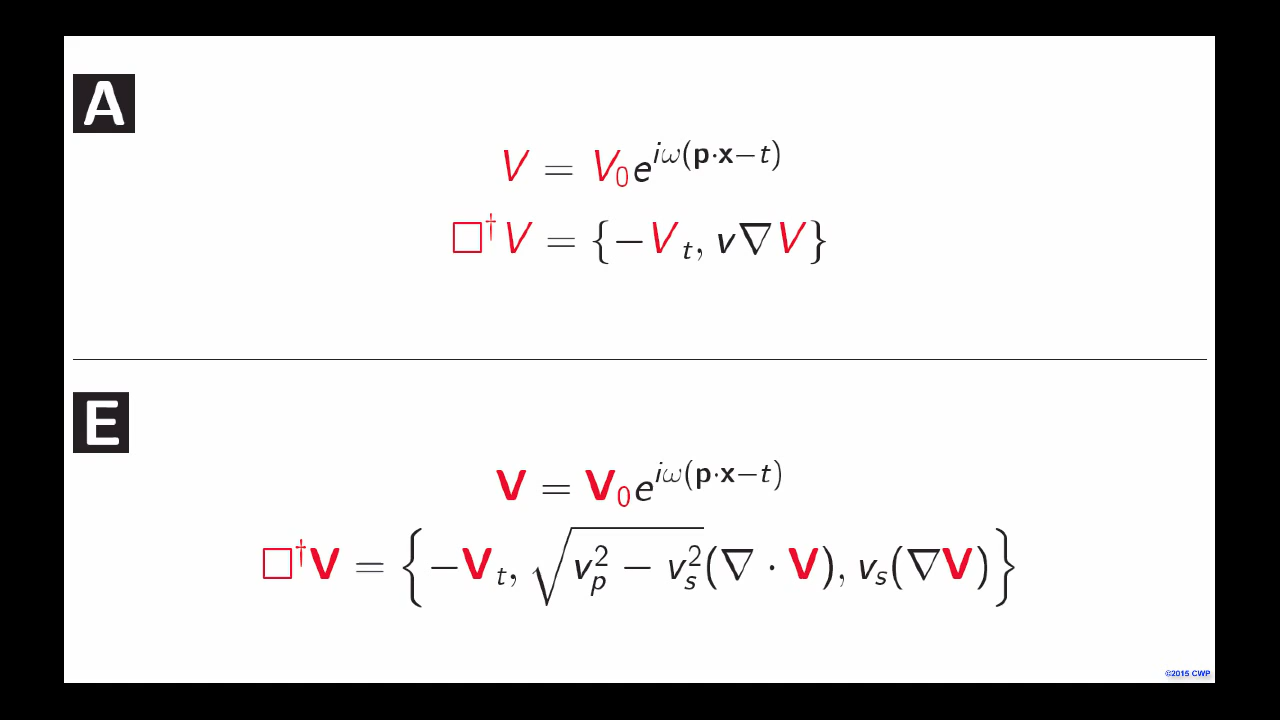 A
V = V₀e^{iω(p·x−t)}
□†V = {−V_t, v∇V}
E
V = V₀e^{iω(p·x−t)}
□†V = {−V_t, √(v_p² − v_s²)(∇ · V), v_s(∇V)}
©2015 CWP